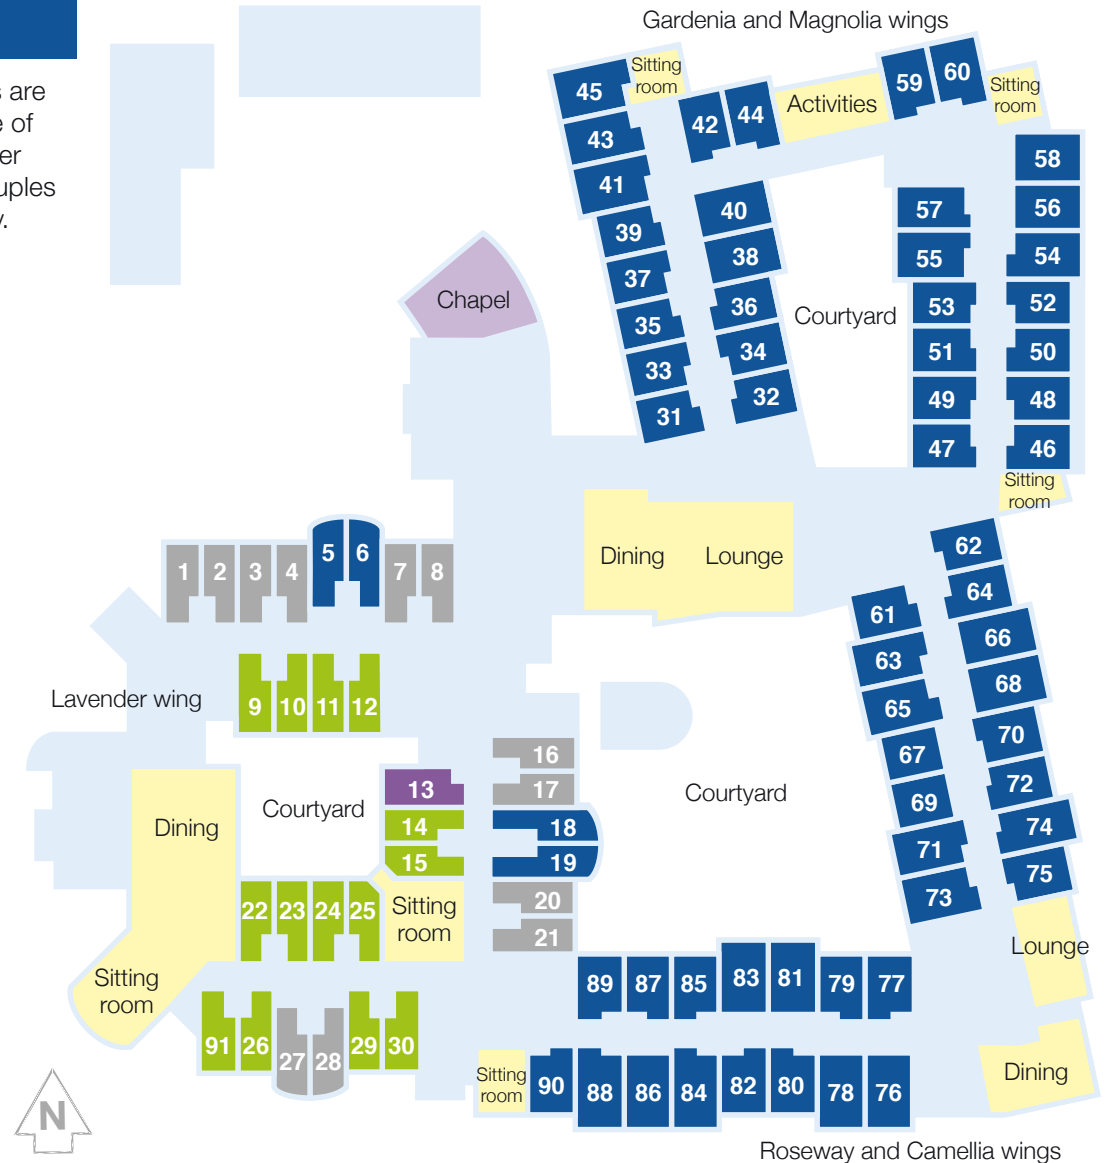 Gardenia and Magnolia wings
s are
e of
er
uples
y.
45
Sitting
room
43
41
39
37
35
33
31
42
44
Activities
59
60
Sitting
room
40
38
36
34
32
Courtyard
57
55
53
51
49
47
58
56
54
52
50
48
46
Sitting
room
Chapel
Dining
Lounge
1
2
3
4
5
6
7
8
9
10
11
12
Lavender wing
Courtyard
Dining
Sitting
room
13
14
15
16
17
18
19
20
21
Sitting
room
22
23
24
25
91
26
27
28
29
30
Courtyard
62
64
66
68
70
72
74
75
61
63
65
67
69
71
73
Lounge
Dining
89
87
85
83
81
79
77
Sitting
room
90
88
86
84
82
80
78
76
Roseway and Camellia wings
N